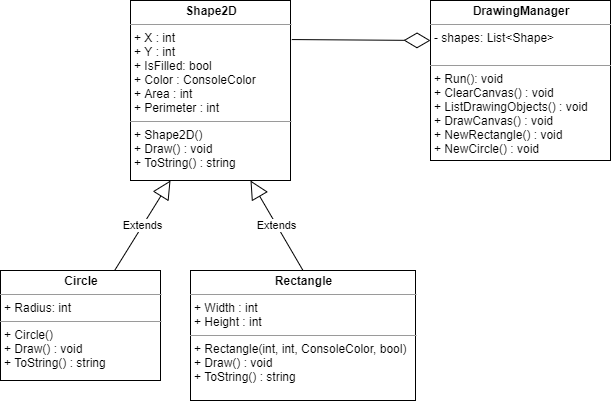 Shape2D
+ X : int
+ Y : int
+ IsFilled: bool
+ Color : ConsoleColor
+ Area : int
+ Perimeter : int
+ Shape2D()
+ Draw() : void
+ ToString() : string
DrawingManager
- shapes: List<Shape>
+ Run(): void
+ ClearCanvas() : void
+ ListDrawingObjects() : void
+ DrawCanvas() : void
+ NewRectangle() : void
+ NewCircle() : void
Extends
Extends
Circle
+ Radius: int
+ Circle()
+ Draw() : void
+ ToString() : string
Rectangle
+ Width : int
+ Height : int
+ Rectangle(int, int, ConsoleColor, bool)
+ Draw() : void
+ ToString() : string